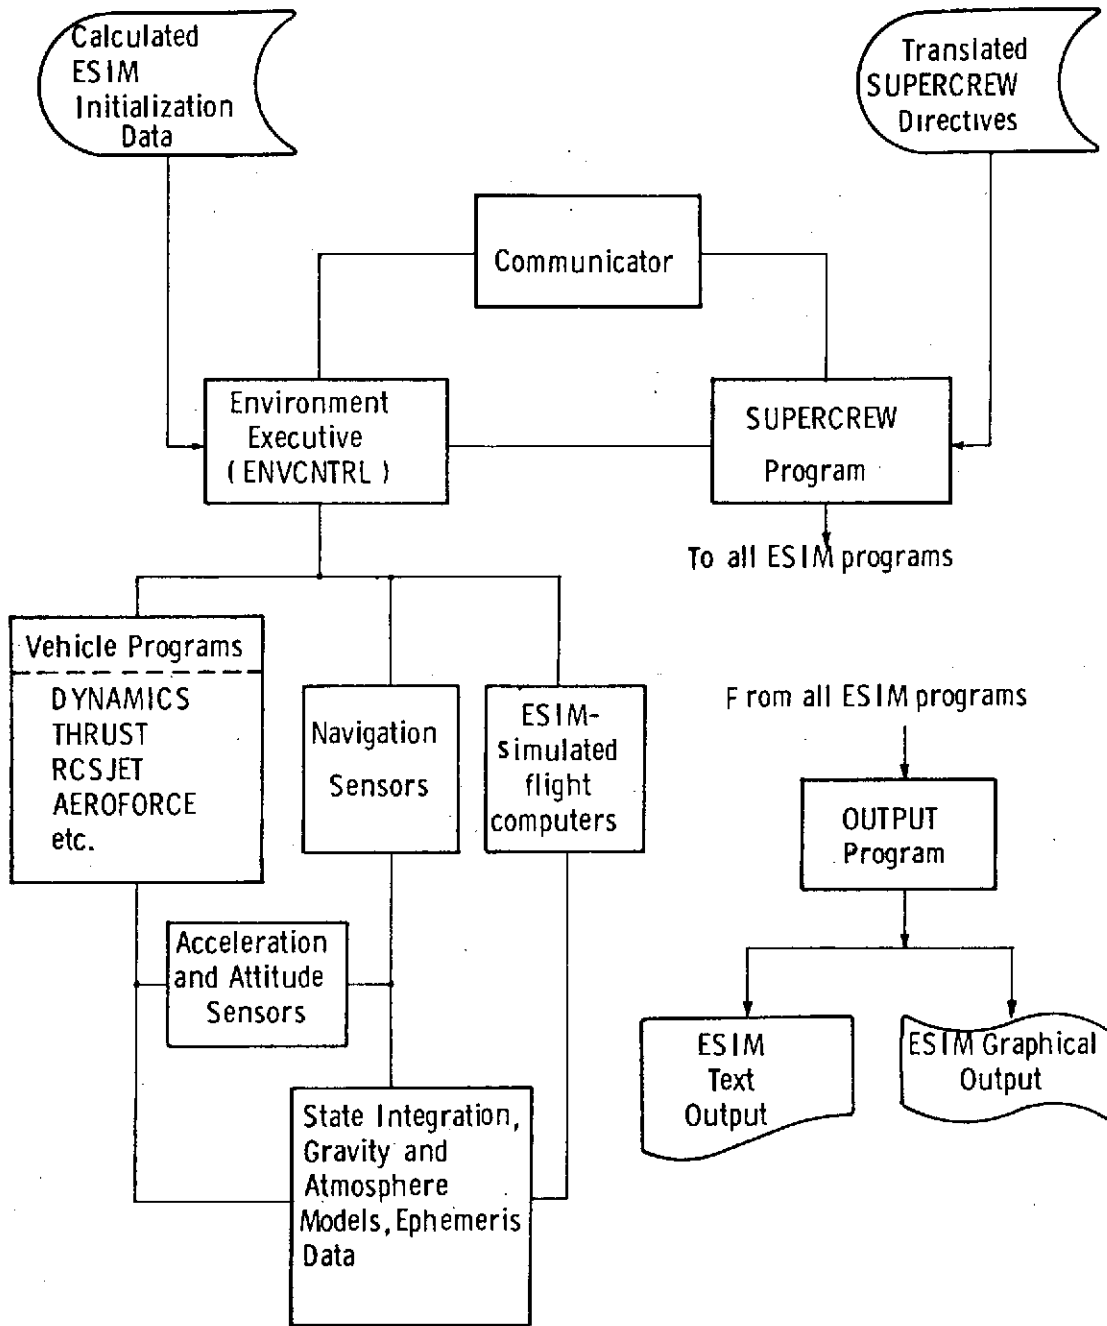 Calculated
ESIM
Initialization
Data
Translated
SUPERCREW
Directives
Communicator
Environment
Executive
( ENVCNTRL )
SUPERCREW
Program
To all ESIM programs
Vehicle Programs
DYNAMICS
THRUST
RCSJET
AEROFORCE
etc.
Navigation
Sensors
ESIM-
simulated
flight
computers
From all ESIM programs
OUTPUT
Program
Acceleration
and Attitude
Sensors
ESIM
Text
Output
ESIM Graphical
Output
State Integration,
Gravity and
Atmosphere
Models, Ephemeris
Data